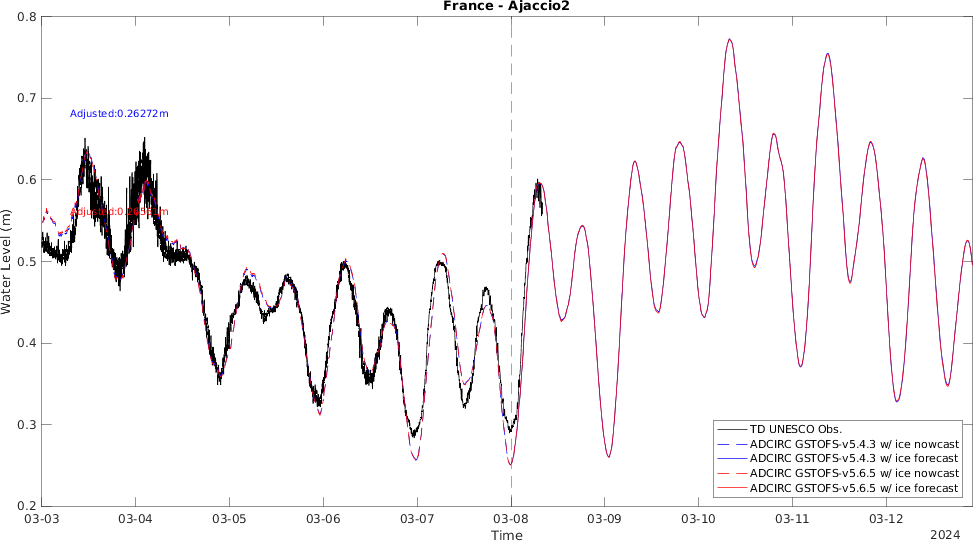 France - Ajaccio2
0.8
0.7
0.6
0.5
0.4
0.3
0.2
Water Level (m)
Adjusted:0.26272m
TD UNESCO Obs.
ADCIRC GSTOFS-v5.4.3 w/ ice nowcast
ADCIRC GSTOFS-v5.4.3 w/ ice forecast
ADCIRC GSTOFS-v5.6.5 w/ ice nowcast
ADCIRC GSTOFS-v5.6.5 w/ ice forecast
03-03 03-04 03-05 03-06 03-07 03-08 03-09 03-10 03-11 03-12
Time
2024